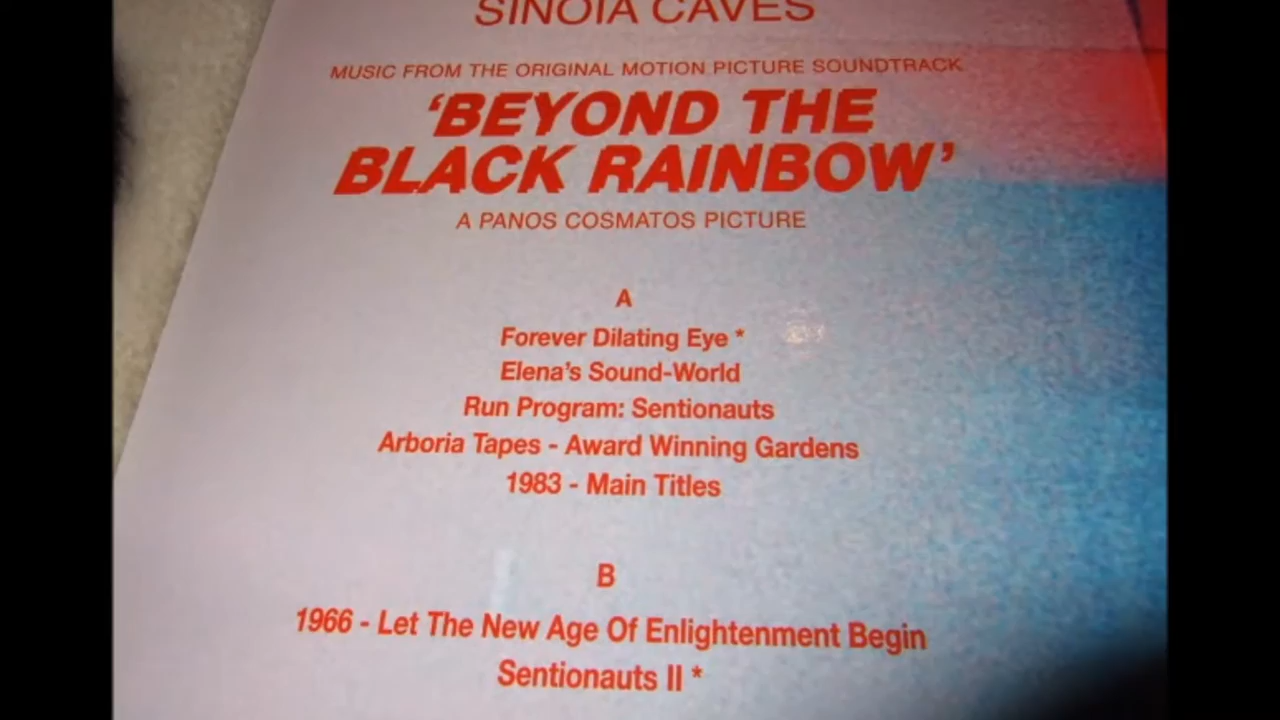 SINOIA CAVES
MUSIC FROM THE ORIGINAL MOTION PICTURE SOUNDTRACK
‘BEYOND THE
BLACK RAINBOW’
A PANOS COSMATOS PICTURE
A
Forever Dilating Eye *
Elena’s Sound-World
Run Program: Sentionauts
Arboria Tapes - Award Winning Gardens
1983 - Main Titles
B
1966 - Let The New Age Of Enlightenment Begin
Sentionauts II *